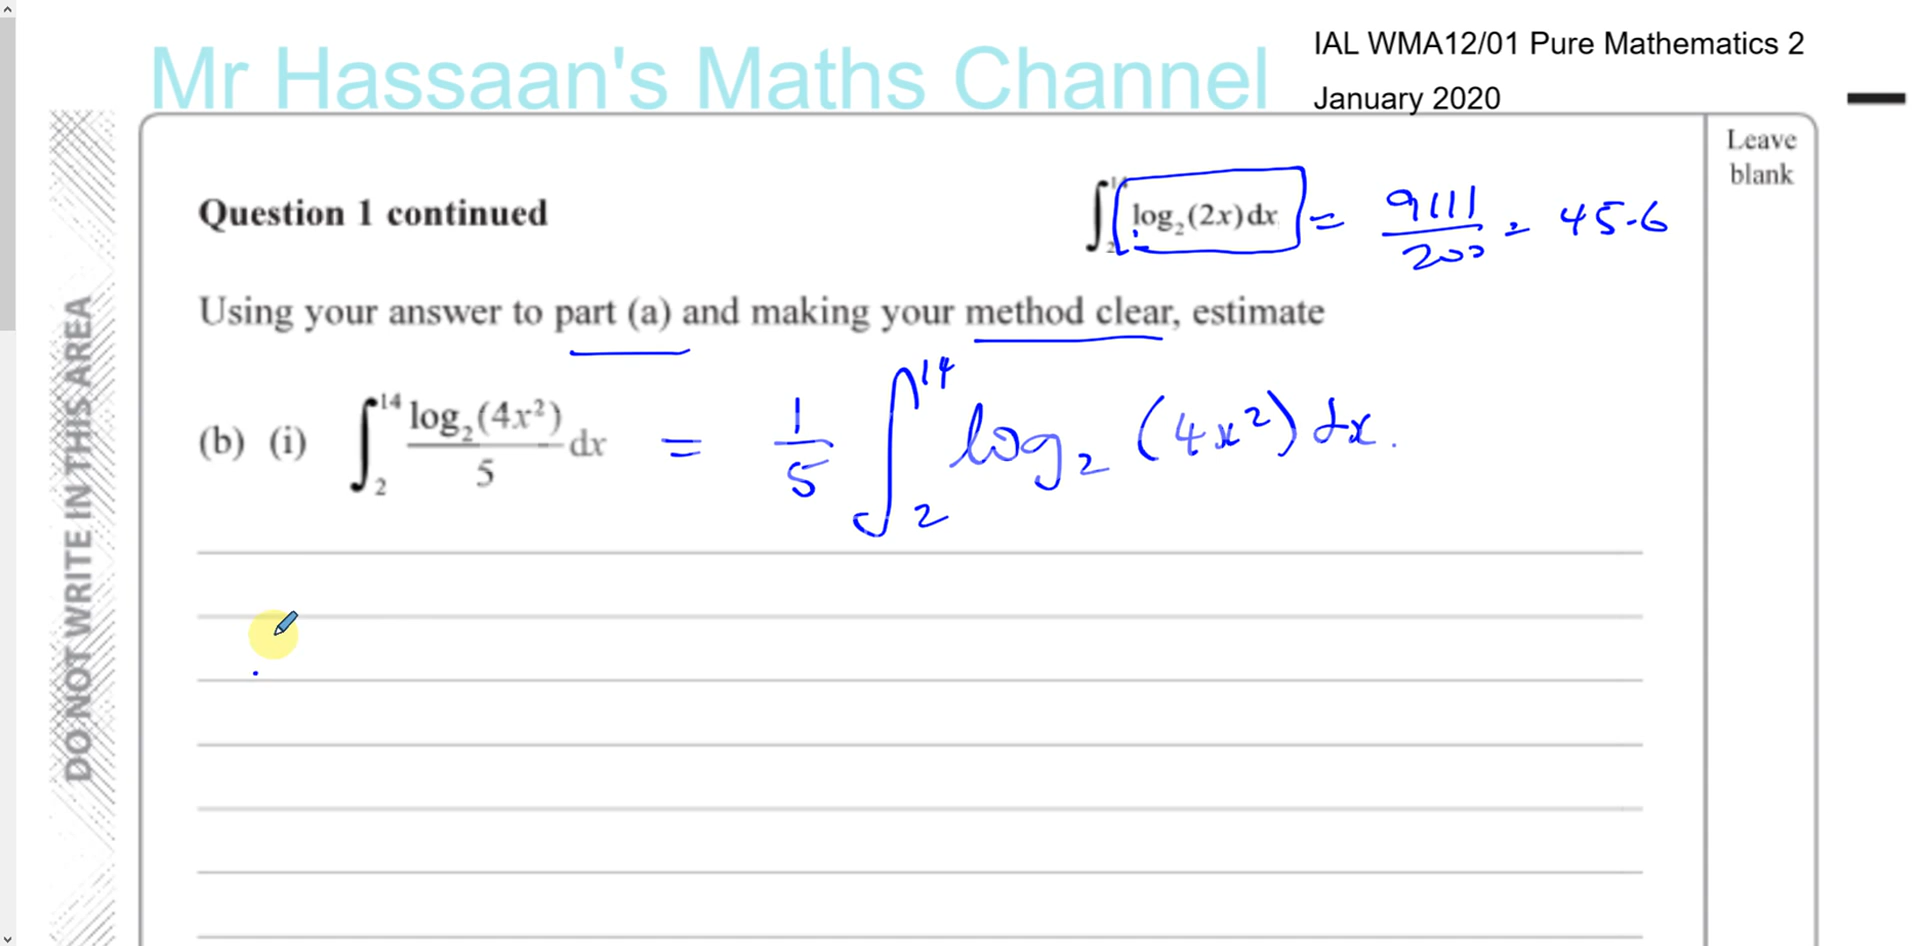 Mr Hassaan's Maths Channel
IAL WMA12/01 Pure Mathematics 2
January 2020
Leave
blank
Question 1 continued
∫₂¹⁴ log₂(2x)dx = 9111/200 = 45.6
Using your answer to part (a) and making your method clear, estimate
(b) (i) ∫₂¹⁴ log₂(4x²)/5 dx = 1/5 ∫₂¹⁴ log₂ (4x²) dx.
DO NOT WRITE IN THIS AREA